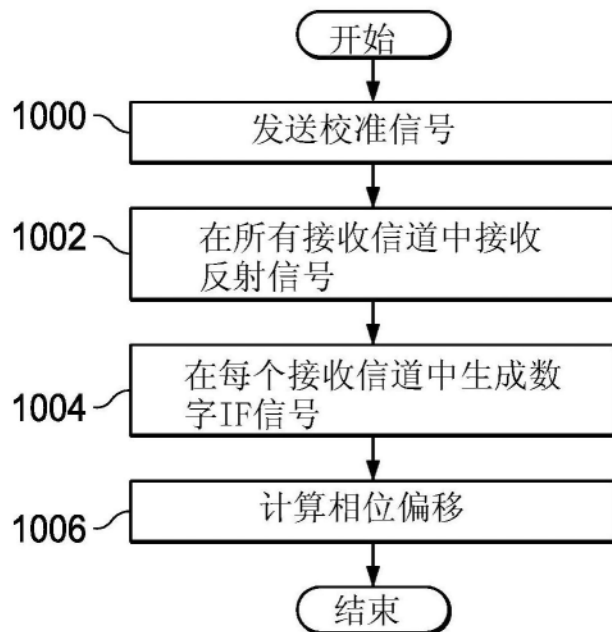 开始
1000
发送校准信号
1002
在所有接收信道中接收
反射信号
1004
在每个接收信道中生成数
字IF信号
1006
计算相位偏移
结束